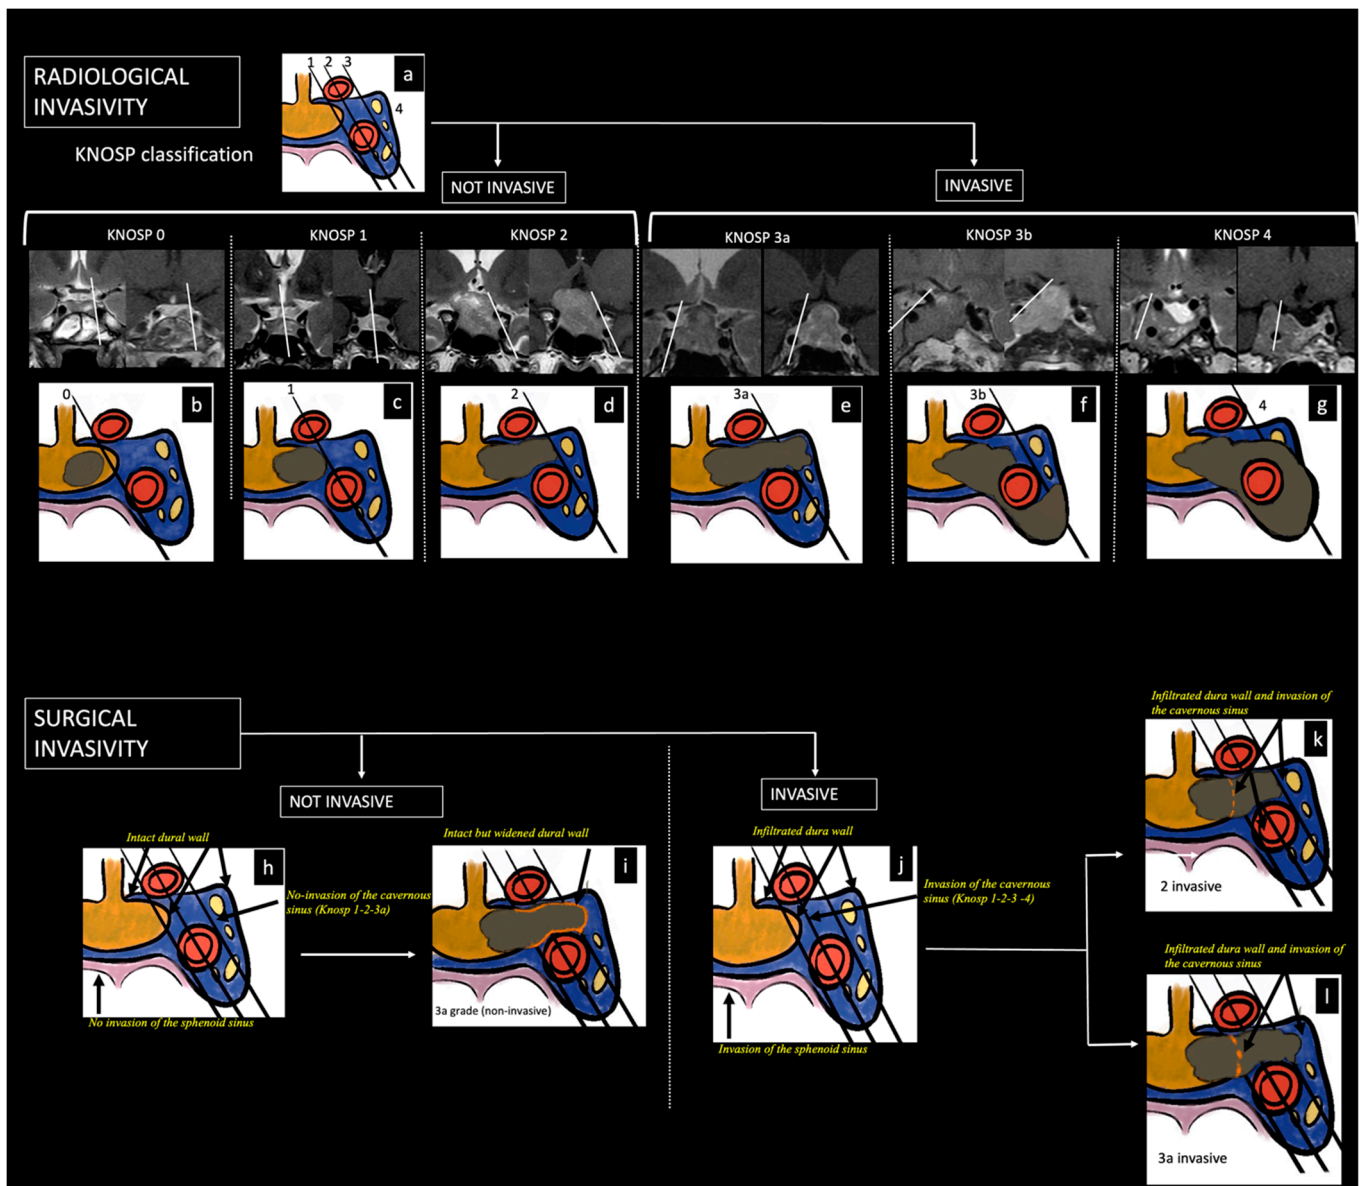 RADIOLOGICAL
INVASIVITY
KNOSP classification
1 2 3
4
a
NOT INVASIVE
INVASIVE
KNOSP 0
KNOSP 1
KNOSP 2
KNOSP 3a
KNOSP 3b
KNOSP 4
0
b
1
c
2
d
3a
e
3b
f
4
g
SURGICAL
INVASIVITY
NOT INVASIVE
INVASIVE
Intact dural wall
h
No-invasion of the cavernous
sinus (Knosp 1-2-3a)
No invasion of the sphenoid sinus
Intact but widened dural wall
i
3a grade (non-invasive)
Infiltrated dura wall
j
Invasion of the cavernous
sinus (Knosp 1-2-3 -4)
Invasion of the sphenoid sinus
Infiltrated dura wall and invasion of
the cavernous sinus
k
2 invasive
Infiltrated dura wall and invasion of
the cavernous sinus
l
3a invasive